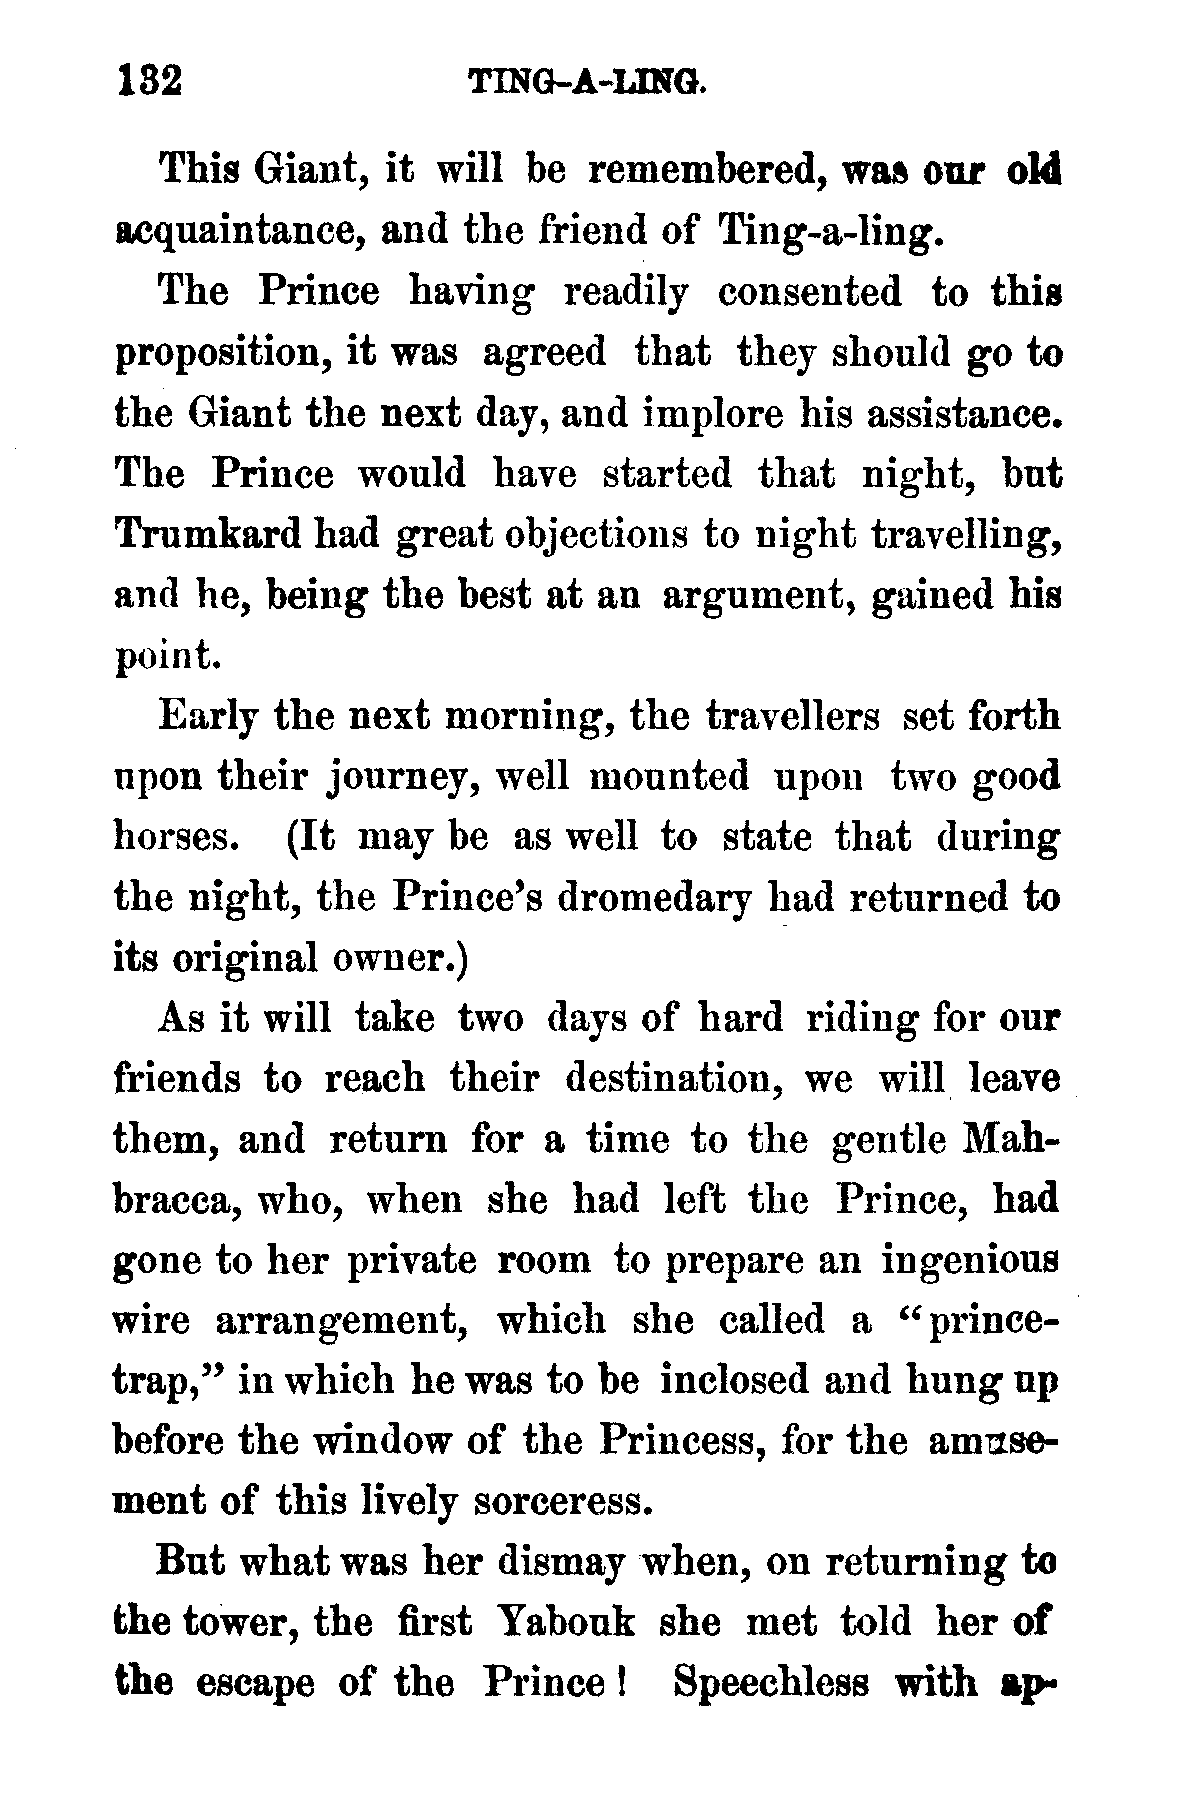 132 TING-A-LING.
This Giant, it will be remembered, was our old
acquaintance, and the friend of Ting-a-ling.
The Prince having readily consented to this
proposition, it was agreed that they should go to
the Giant the next day, and implore his assistance.
The Prince would have started that night, but
Trumkard had great objections to night travelling,
and he, being the best at an argument, gained his
point.
Early the next morning, the travellers set forth
upon their journey, well mounted upon two good
horses. (It may be as well to state that during
the night, the Prince's dromedary had returned to
its original owner.)
As it will take two days of hard riding for our
friends to reach their destination, we will leave
them, and return for a time to the gentle Mah-
bracca, who, when she had left the Prince, had
gone to her private room to prepare an ingenious
wire arrangement, which she called a "prince-
trap," in which he was to be inclosed and hung up
before the window of the Princess, for the amuse-
ment of this lively sorceress.
But what was her dismay when, on returning to
the tower, the first Yabouk she met told her of
the escape of the Prince! Speechless with ap-